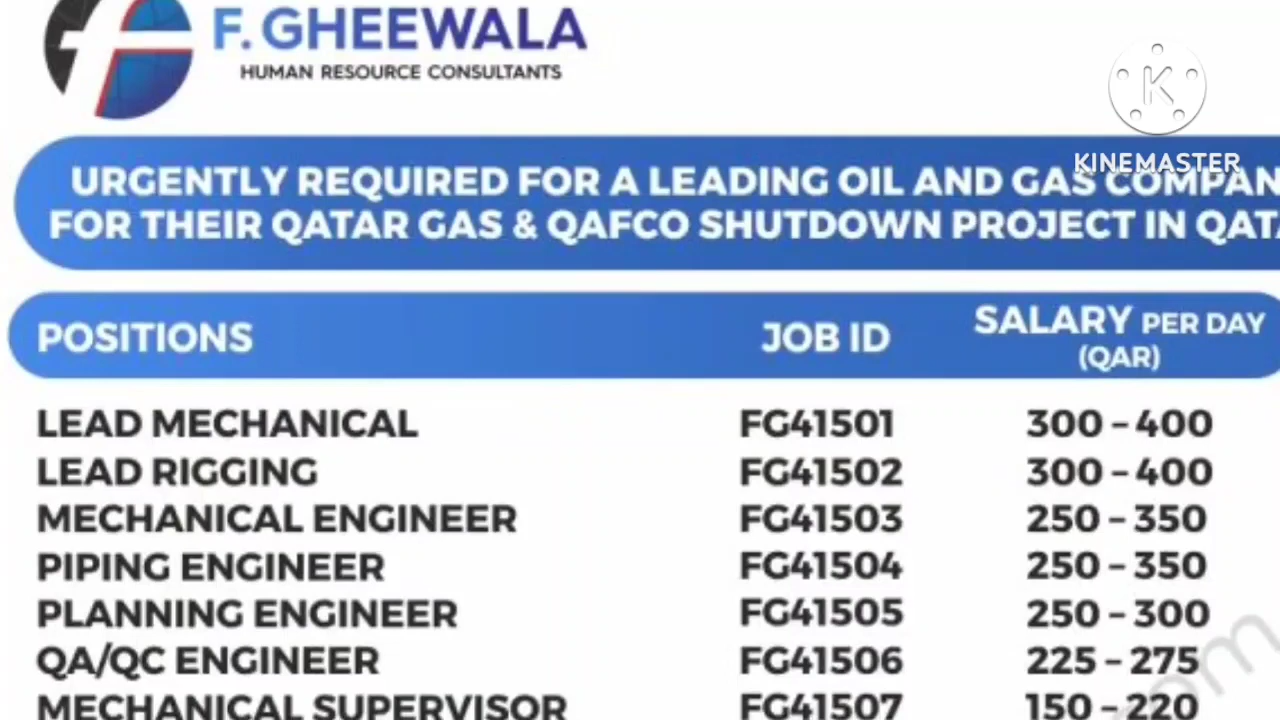 F. GHEEWALA
HUMAN RESOURCE CONSULTANTS
K
KINEMASTER
URGENTLY REQUIRED FOR A LEADING OIL AND GAS COMPAN
FOR THEIR QATAR GAS & QAFCO SHUTDOWN PROJECT IN QATA
POSITIONS JOB ID SALARY PER DAY
(QAR)
LEAD MECHANICAL FG41501 300 – 400
LEAD RIGGING FG41502 300 – 400
MECHANICAL ENGINEER FG41503 250 – 350
PIPING ENGINEER FG41504 250 – 350
PLANNING ENGINEER FG41505 250 – 300
QA/QC ENGINEER FG41506 225 – 275
MECHANICAL SUPERVISOR FG41507 150 – 220